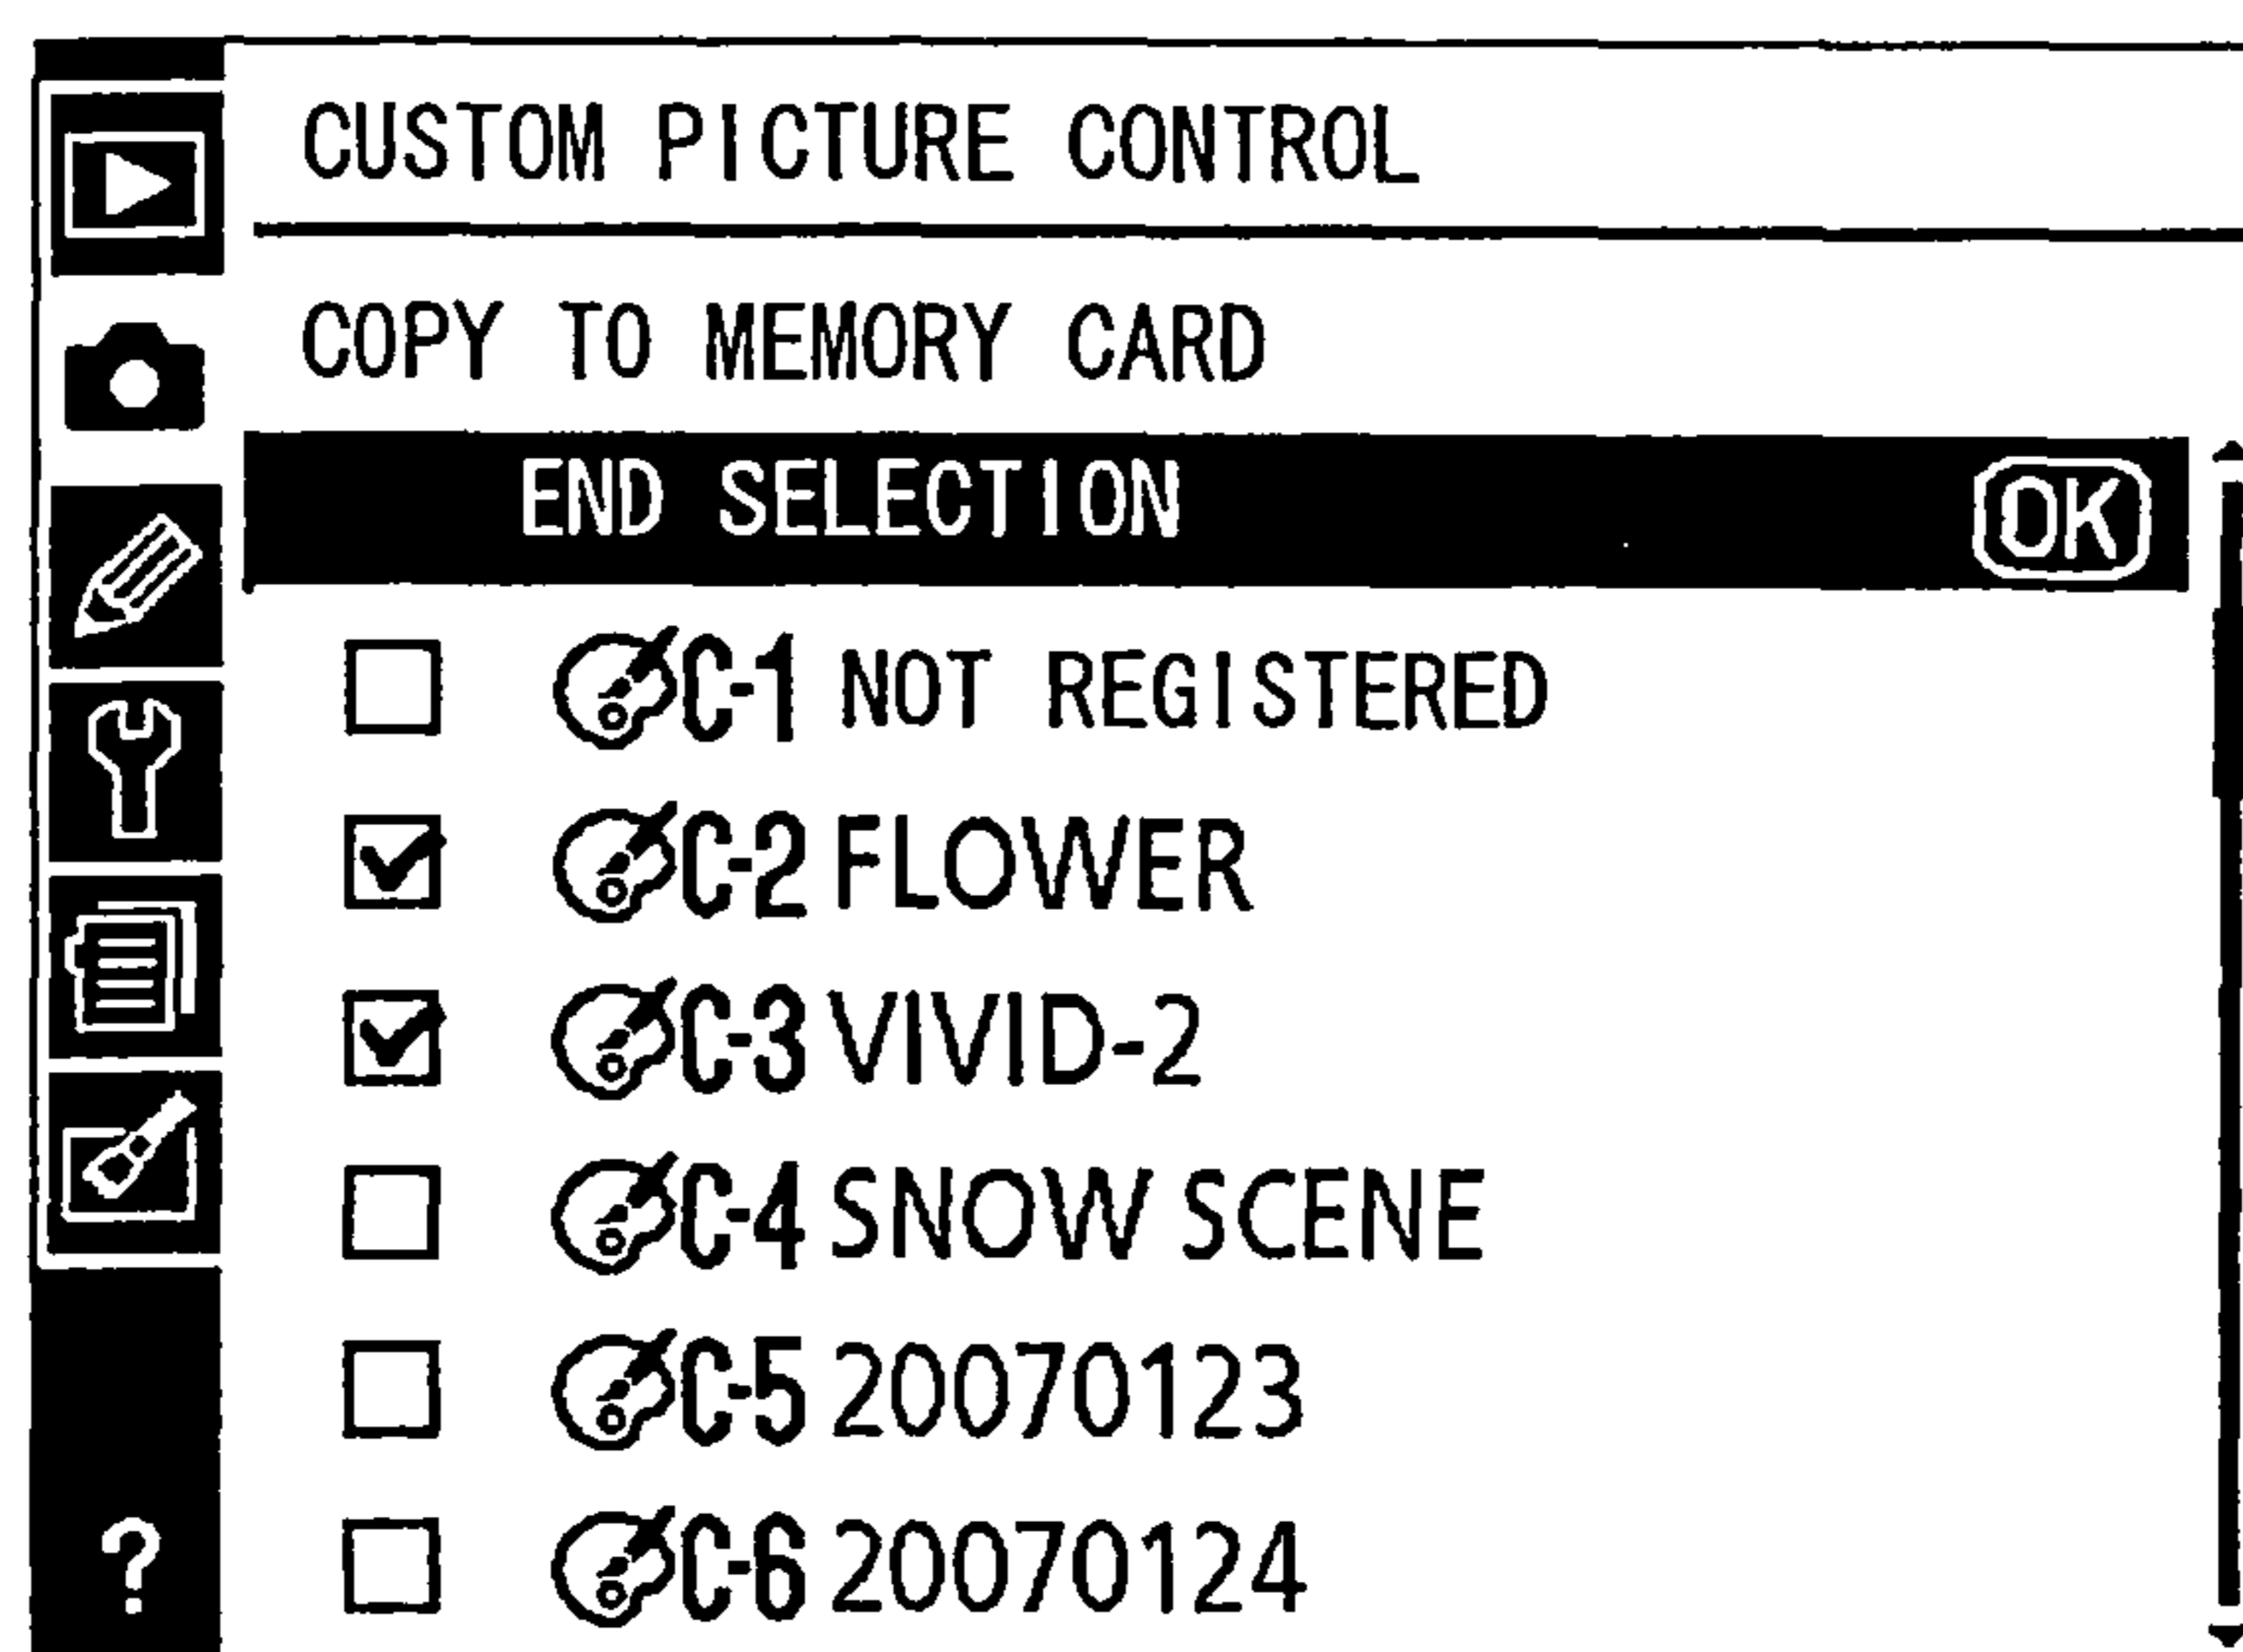 CUSTOM PICTURE CONTROL
COPY TO MEMORY CARD
END SELECTION OK
C-1 NOT REGISTERED
C-2 FLOWER
C-3 VIVID-2
C-4 SNOW SCENE
C-5 20070123
C-6 20070124
?